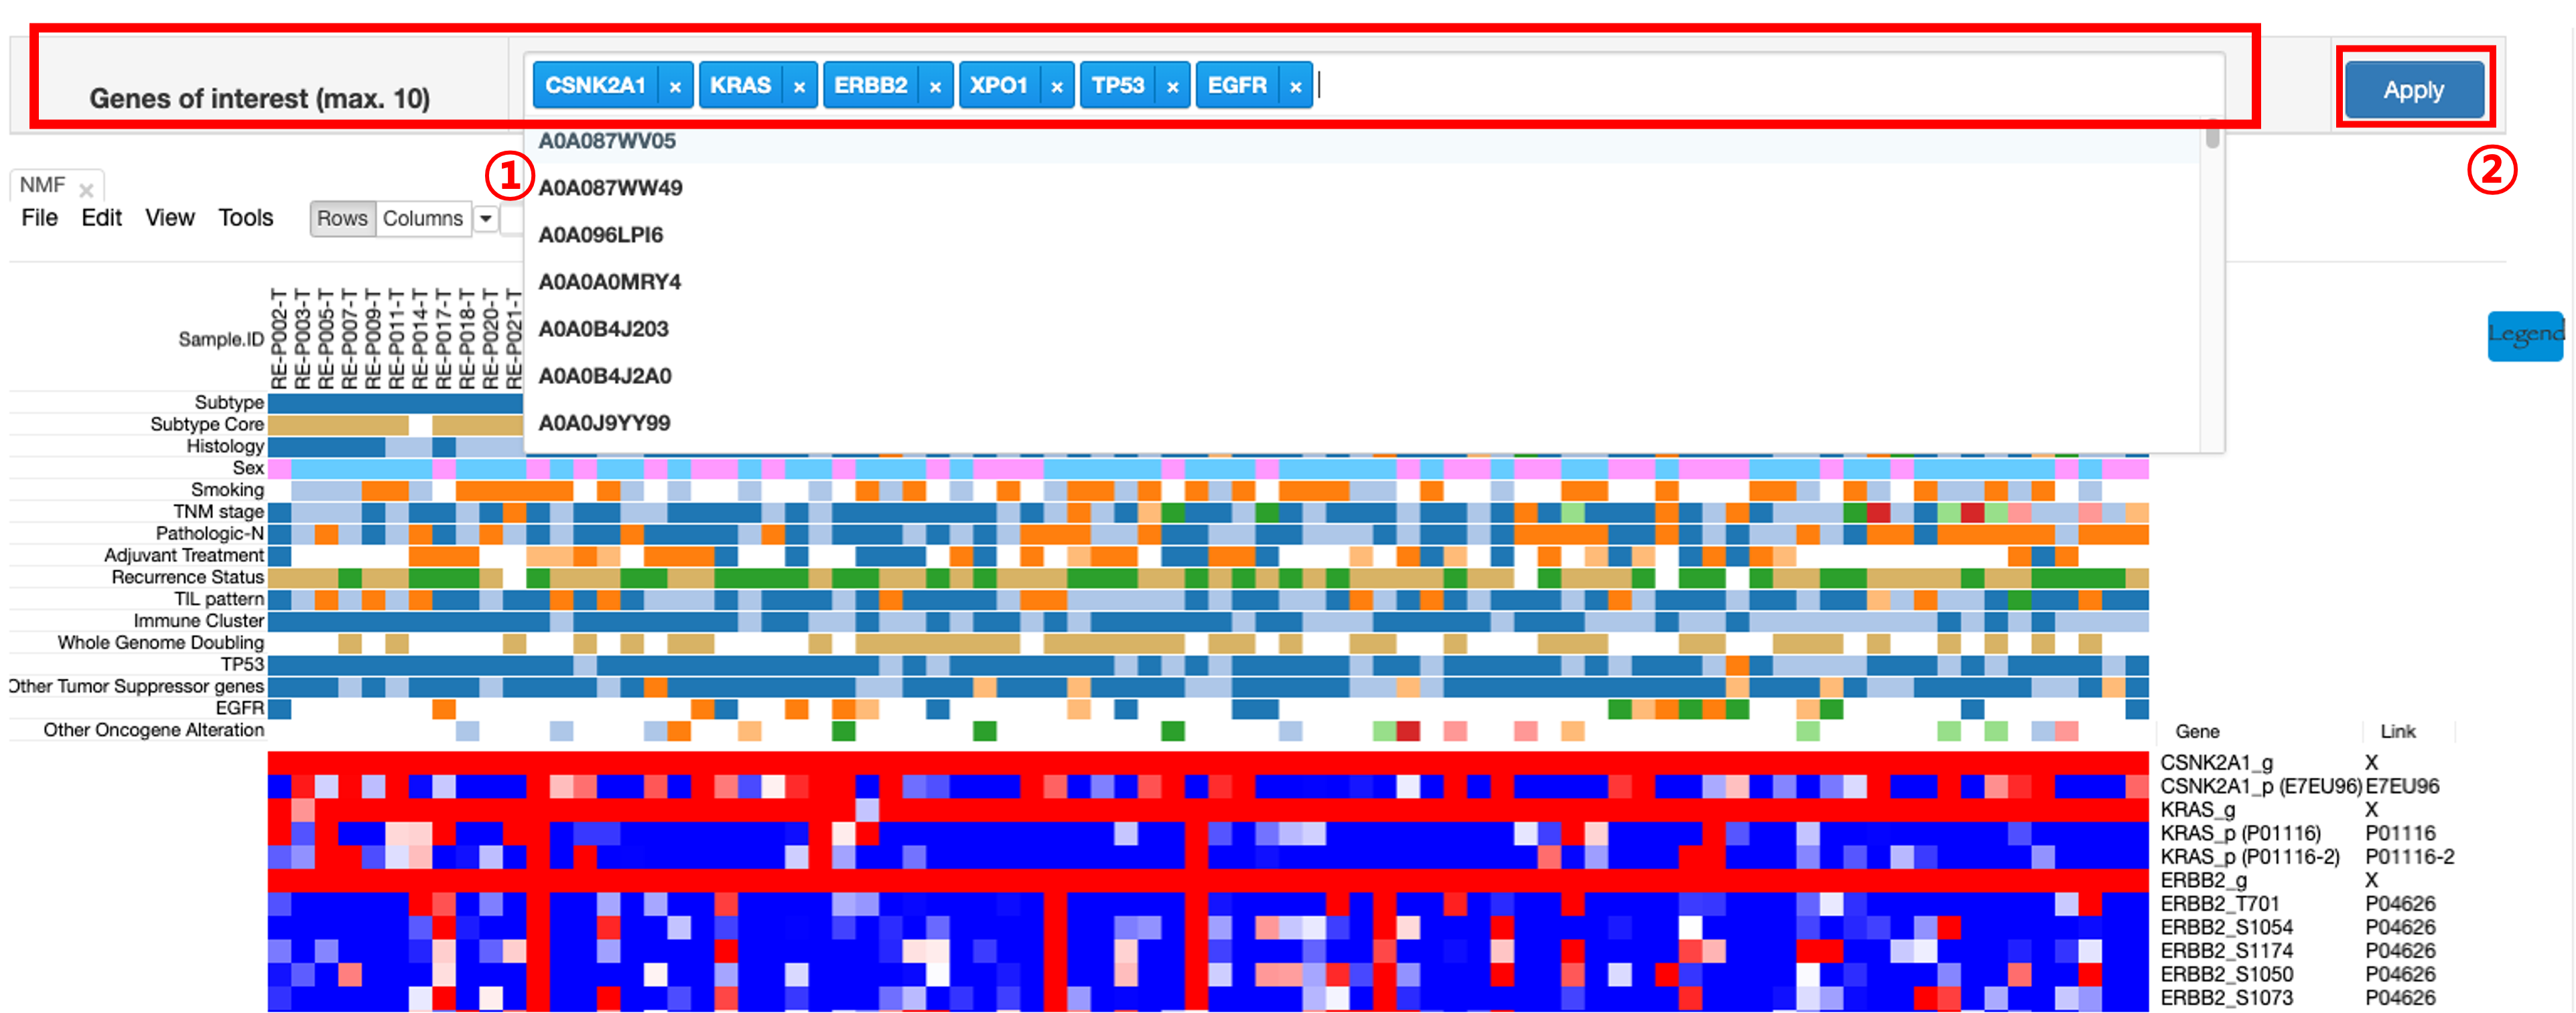 Genes of interest (max. 10)
CSNK2A1 × KRAS × ERBB2 × XPO1 × TP53 × EGFR ×
Apply
A0A087WV05
①
②
A0A087WW49
A0A096LPI6
A0A0A0MRY4
A0A0B4J203
A0A0B4J2A0
A0A0J9YY99
NMF ×
File Edit View Tools Rows Columns
Legend
Sample.ID
RE-P002-T
RE-P003-T
RE-P005-T
RE-P007-T
RE-P009-T
RE-P011-T
RE-P014-T
RE-P017-T
RE-P018-T
RE-P020-T
RE-P021-T
Subtype
Subtype Core
Histology
Sex
Smoking
TNM stage
Pathologic-N
Adjuvant Treatment
Recurrence Status
TIL pattern
Immune Cluster
Whole Genome Doubling
TP53
Other Tumor Suppressor genes
EGFR
Other Oncogene Alteration
Gene Link
CSNK2A1_g X
CSNK2A1_p (E7EU96) E7EU96
KRAS_g X
KRAS_p (P01116) P01116
KRAS_p (P01116-2) P01116-2
ERBB2_g X
ERBB2_T701 P04626
ERBB2_S1054 P04626
ERBB2_S1174 P04626
ERBB2_S1050 P04626
ERBB2_S1073 P04626